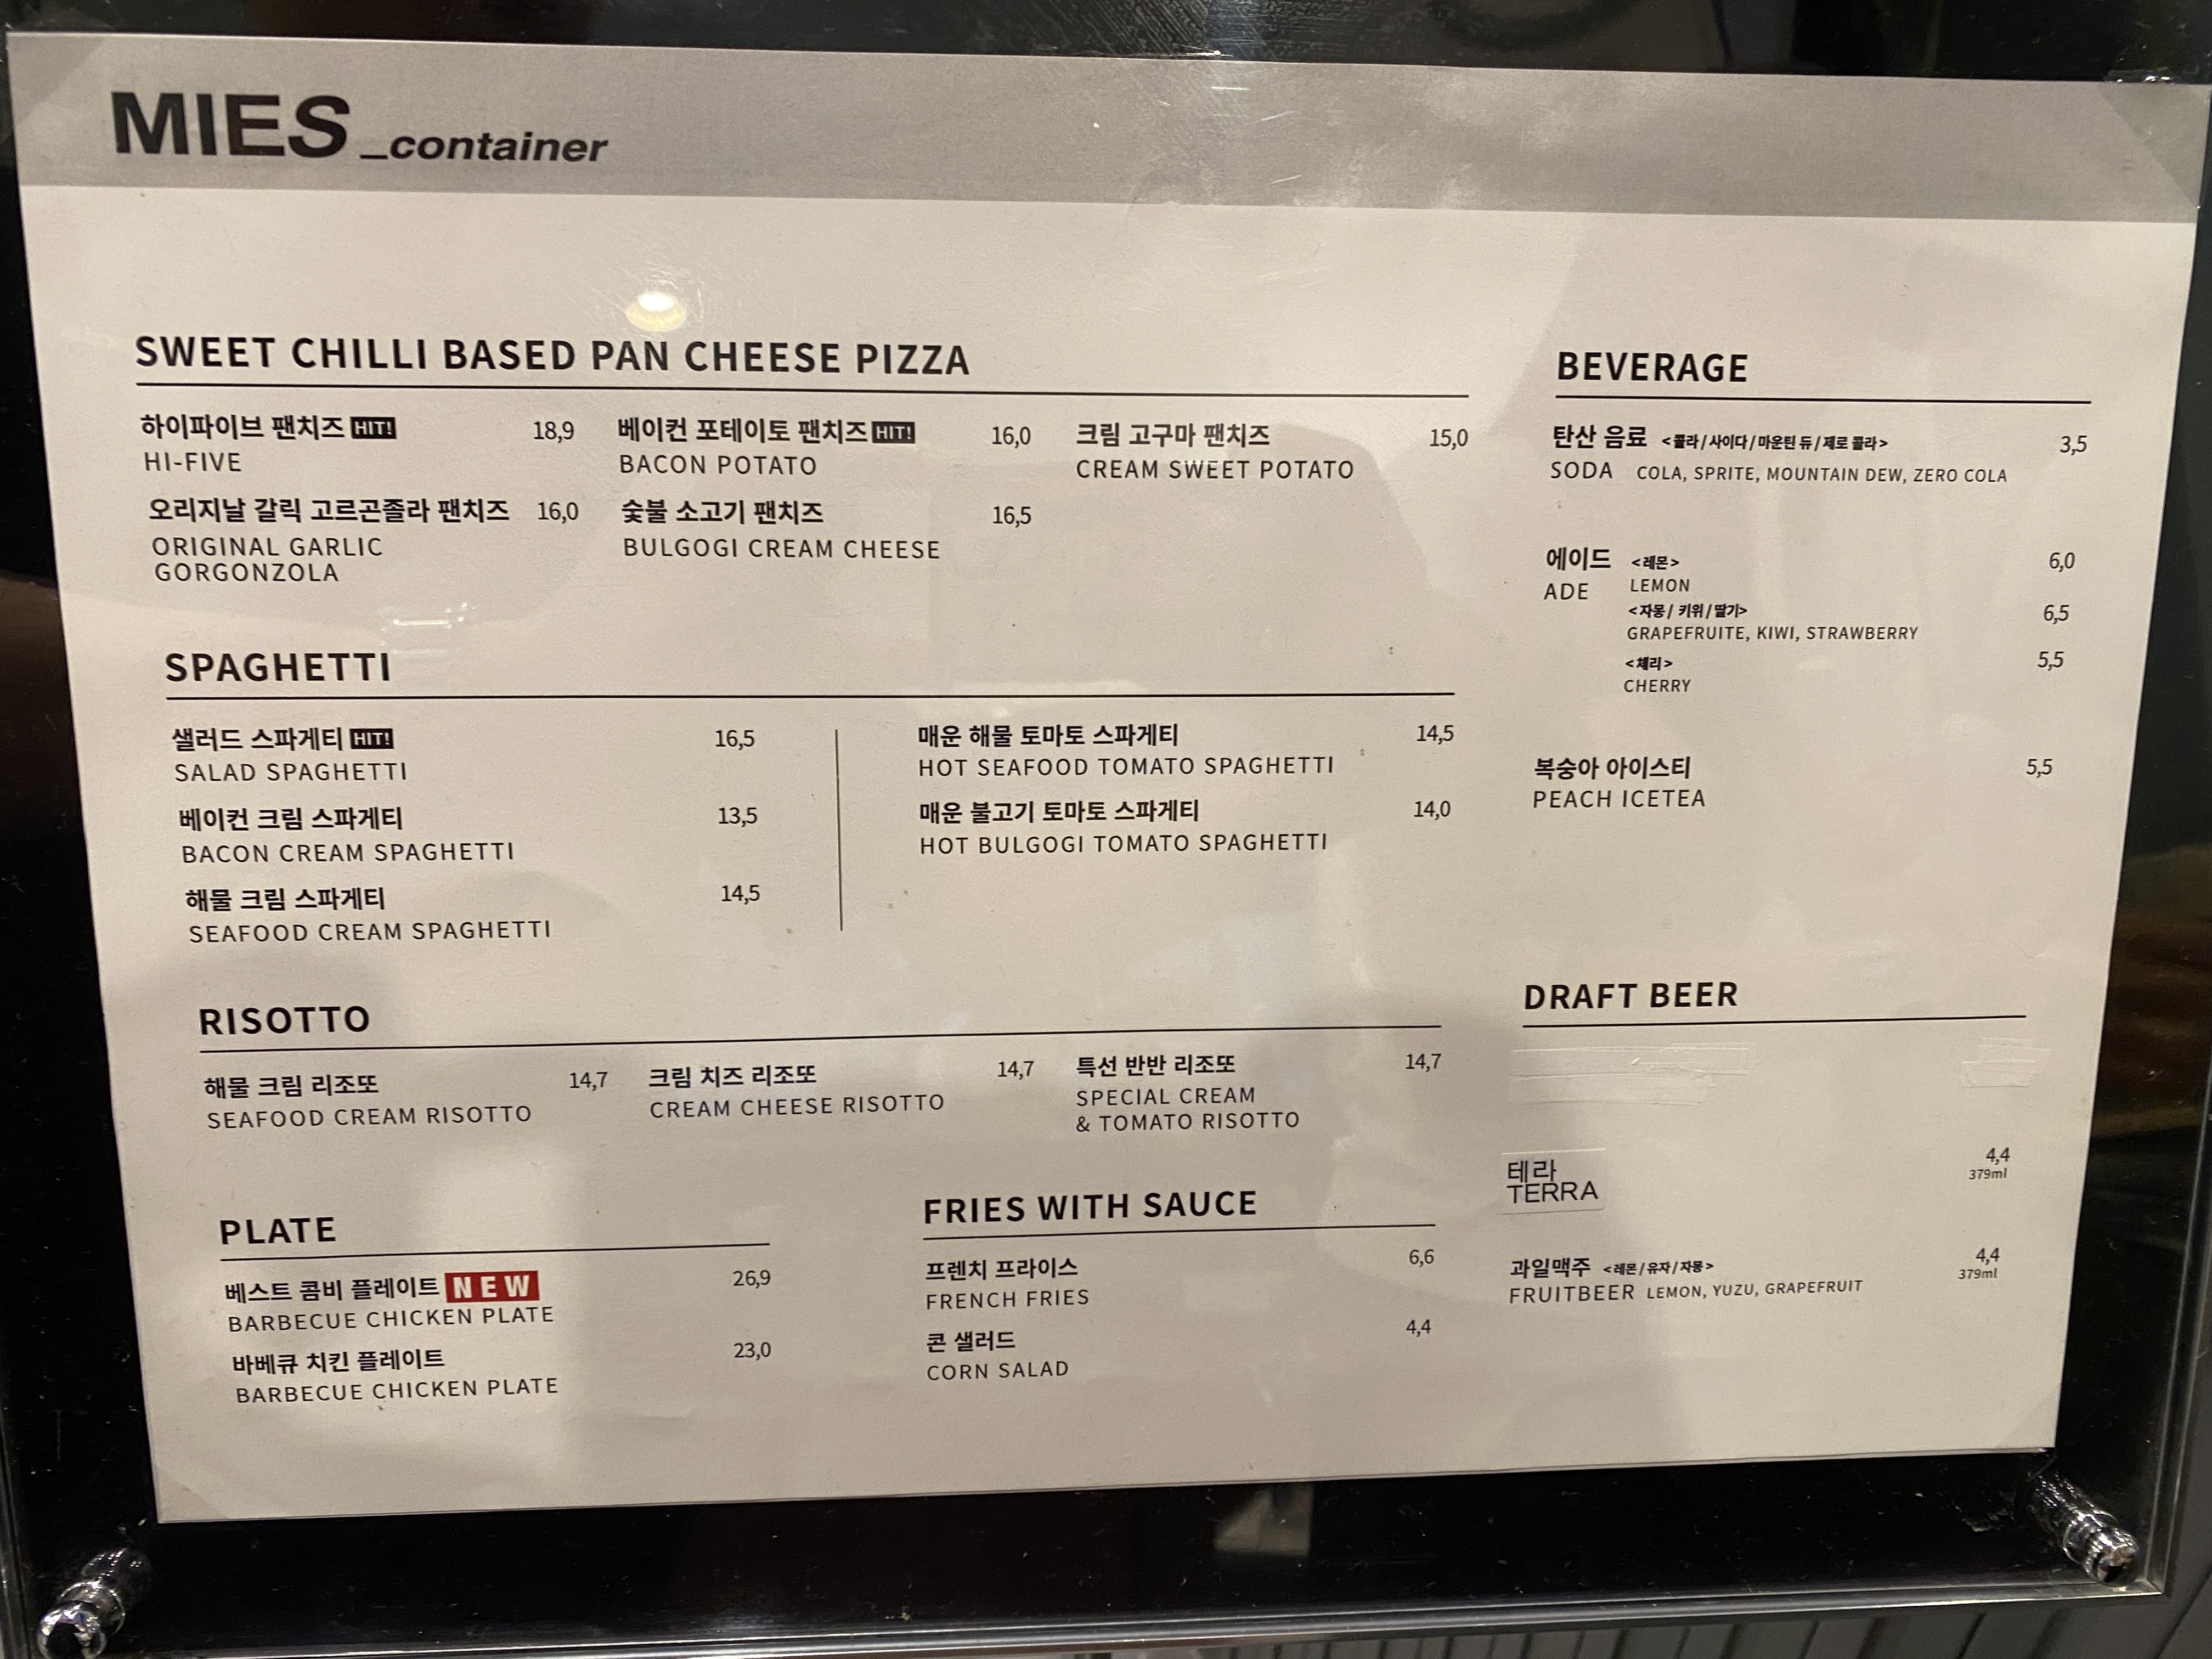 MIES _container
SWEET CHILLI BASED PAN CHEESE PIZZA
하이파이브 팬치즈 HIT! 18,9
HI-FIVE
오리지날 갈릭 고르곤졸라 팬치즈 16,0
ORIGINAL GARLIC
GORGONZOLA
베이컨 포테이토 팬치즈 HIT! 16,0
BACON POTATO
숯불 소고기 팬치즈 16,5
BULGOGI CREAM CHEESE
크림 고구마 팬치즈 15,0
CREAM SWEET POTATO
SPAGHETTI
샐러드 스파게티 HIT! 16,5
SALAD SPAGHETTI
베이컨 크림 스파게티 13,5
BACON CREAM SPAGHETTI
해물 크림 스파게티 14,5
SEAFOOD CREAM SPAGHETTI
매운 해물 토마토 스파게티 14,5
HOT SEAFOOD TOMATO SPAGHETTI
매운 불고기 토마토 스파게티 14,0
HOT BULGOGI TOMATO SPAGHETTI
RISOTTO
해물 크림 리조또 14,7
SEAFOOD CREAM RISOTTO
크림 치즈 리조또 14,7
CREAM CHEESE RISOTTO
특선 반반 리조또 14,7
SPECIAL CREAM
& TOMATO RISOTTO
PLATE
베스트 콤비 플레이트 NEW 26,9
BARBECUE CHICKEN PLATE
바베큐 치킨 플레이트 23,0
BARBECUE CHICKEN PLATE
FRIES WITH SAUCE
프렌치 프라이스 6,6
FRENCH FRIES
콘 샐러드 4,4
CORN SALAD
BEVERAGE
탄산 음료 <콜라/사이다/마운틴 듀/제로 콜라> 3,5
SODA COLA, SPRITE, MOUNTAIN DEW, ZERO COLA
에이드 <레몬> 6,0
ADE LEMON
<자몽/ 키위/딸기> 6,5
GRAPEFRUITE, KIWI, STRAWBERRY
<체리> 5,5
CHERRY
복숭아 아이스티 5,5
PEACH ICETEA
DRAFT BEER
테라 4,4
TERRA 379ml
과일맥주 <레몬/유자/자몽> 4,4
379ml
FRUITBEER LEMON, YUZU, GRAPEFRUIT